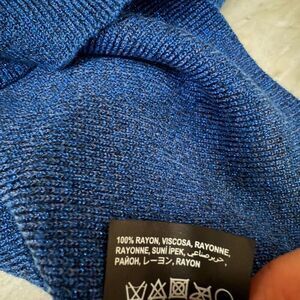 100% RAYON, VISCOSA, RAYONNE,
RAYONNE, SUNİ İPEK, حرير صناعي,
РАЙОН, レーヨン, RAYON